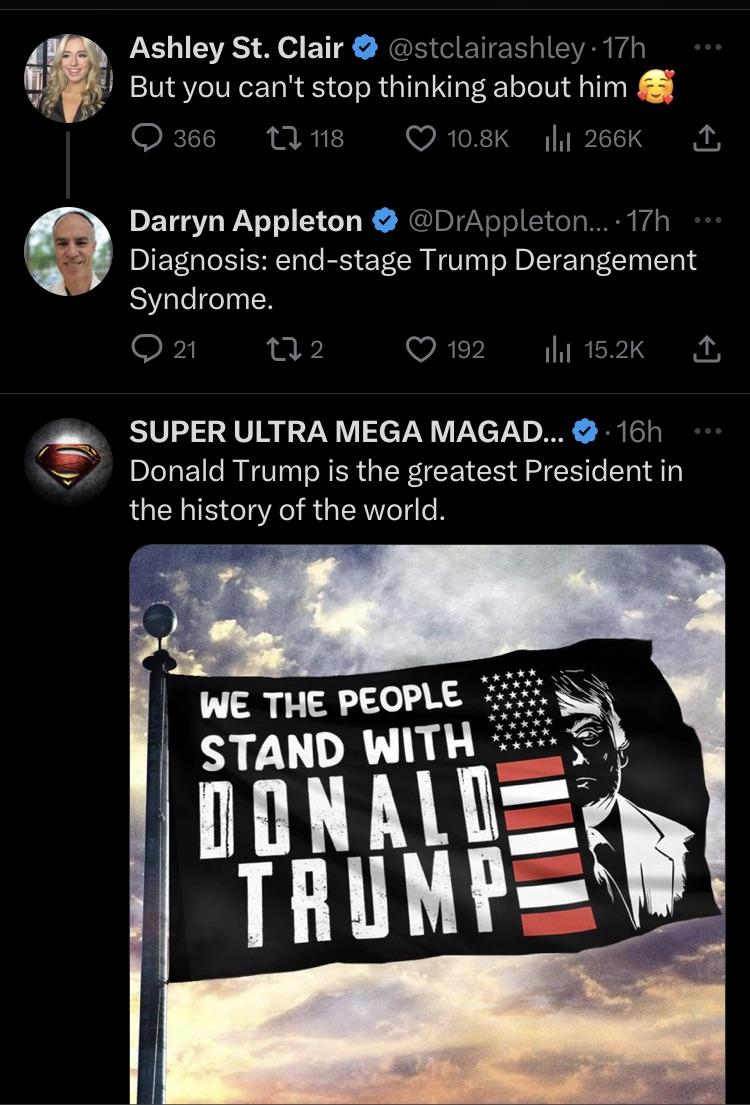 Ashley St. Clair @stclairashley · 17h
But you can't stop thinking about him 🥰
366 118 10.8K 266K
Darryn Appleton @DrAppleton... · 17h
Diagnosis: end-stage Trump Derangement
Syndrome.
21 2 192 15.2K
SUPER ULTRA MEGA MAGAD... · 16h
Donald Trump is the greatest President in
the history of the world.
WE THE PEOPLE
STAND WITH
DONALD
TRUMP